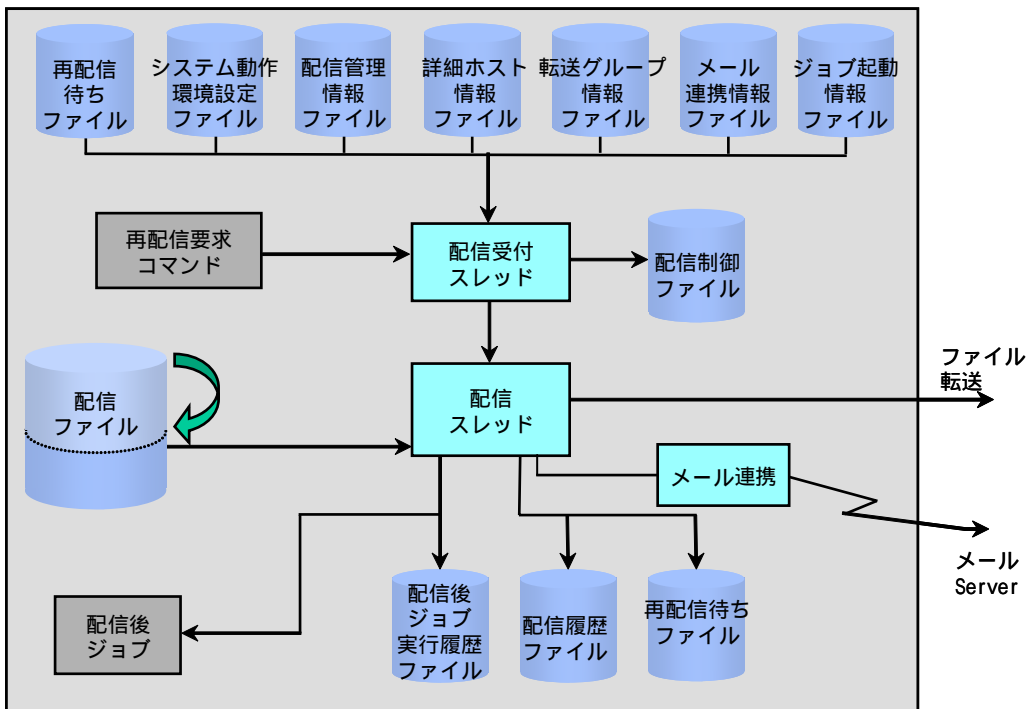 再配信
待ち
ファイル
システム動作
環境設定
ファイル
配信管理
情報
ファイル
詳細ホスト
情報
ファイル
転送グループ
情報
ファイル
メール
連携情報
ファイル
ジョブ起動
情報
ファイル
再配信要求
コマンド
配信受付
スレッド
配信制御
ファイル
配信
ファイル
配信
スレッド
ファイル
転送
メール連携
メール
Server
配信後
ジョブ
配信後
ジョブ
実行履歴
ファイル
配信履歴
ファイル
再配信待ち
ファイル